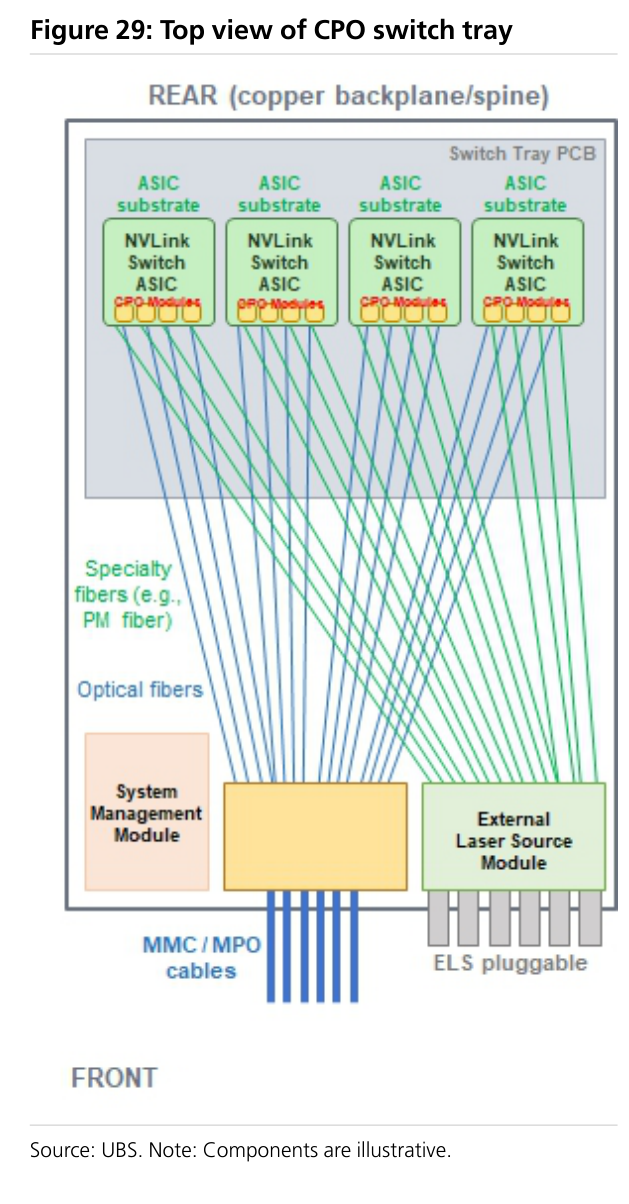 Figure 29: Top view of CPO switch tray
REAR (copper backplane/spine)
Switch Tray PCB
ASIC
substrate
ASIC
substrate
ASIC
substrate
ASIC
substrate
NVLink
Switch
ASIC
CPO Modules
NVLink
Switch
ASIC
CPO Modules
NVLink
Switch
ASIC
CPO Modules
NVLink
Switch
ASIC
CPO Modules
Specialty
fibers (e.g.,
PM fiber)
Optical fibers
System
Management
Module
External
Laser Source
Module
MMC / MPO
cables
ELS pluggable
FRONT
Source: UBS. Note: Components are illustrative.